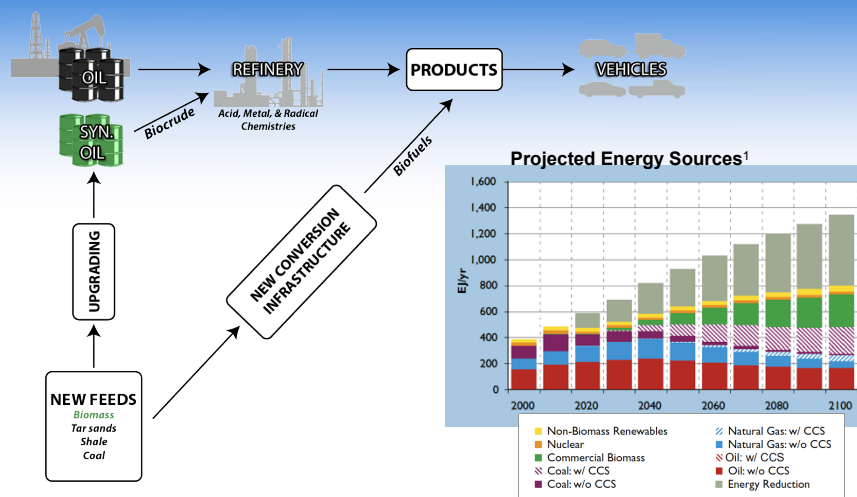 OIL
REFINERY
Acid, Metal, & Radical
Chemistries
PRODUCTS
VEHICLES
Biocrude
SYN.
OIL
Biofuels
UPGRADING
NEW CONVERSION
INFRASTRUCTURE
NEW FEEDS
Biomass
Tar sands
Shale
Coal
Projected Energy Sources¹
EJ/yr
1,600
1,400
1,200
1,000
800
600
400
200
0
2000 2020 2040 2060 2080 2100
Non-Biomass Renewables
Nuclear
Commercial Biomass
Coal: w/ CCS
Coal: w/o CCS
Natural Gas: w/ CCS
Natural Gas: w/o CCS
Oil: w/ CCS
Oil: w/o CCS
Energy Reduction